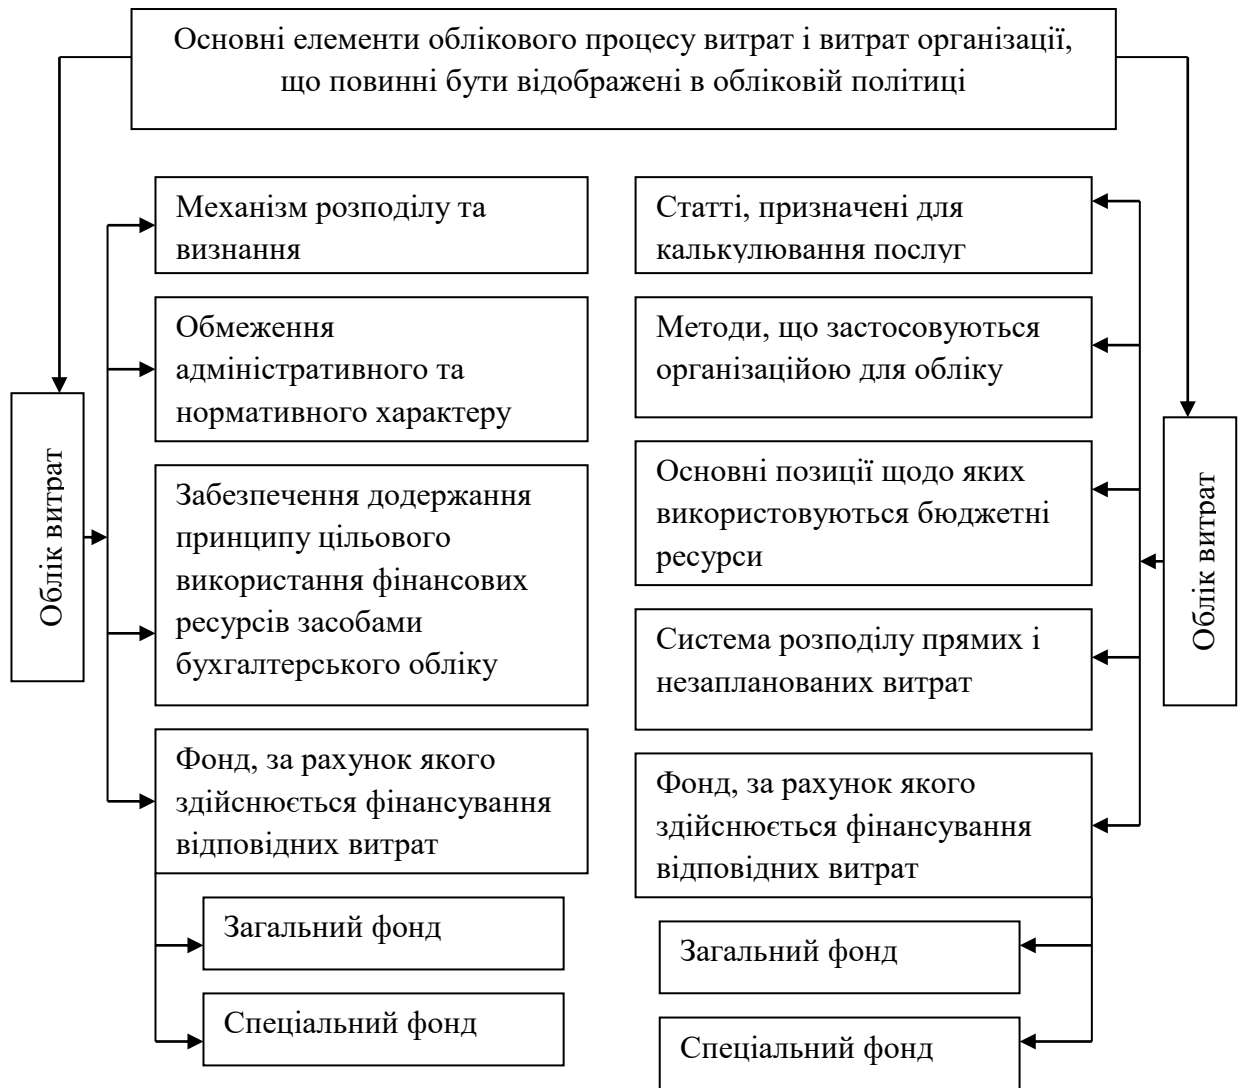 Основні елементи облікового процесу витрат і витрат організації,
що повинні бути відображені в обліковій політиці
Облік витрат
Механізм розподілу та
визнання
Обмеження
адміністративного та
нормативного характеру
Забезпечення додержання
принципу цільового
використання фінансових
ресурсів засобами
бухгалтерського обліку
Фонд, за рахунок якого
здійснюється фінансування
відповідних витрат
Загальний фонд
Спеціальний фонд
Статті, призначені для
калькулювання послуг
Методи, що застосовуються
організаційою для обліку
Основні позиції щодо яких
використовуються бюджетні
ресурси
Система розподілу прямих і
незапланованих витрат
Фонд, за рахунок якого
здійснюється фінансування
відповідних витрат
Загальний фонд
Спеціальний фонд
Облік витрат